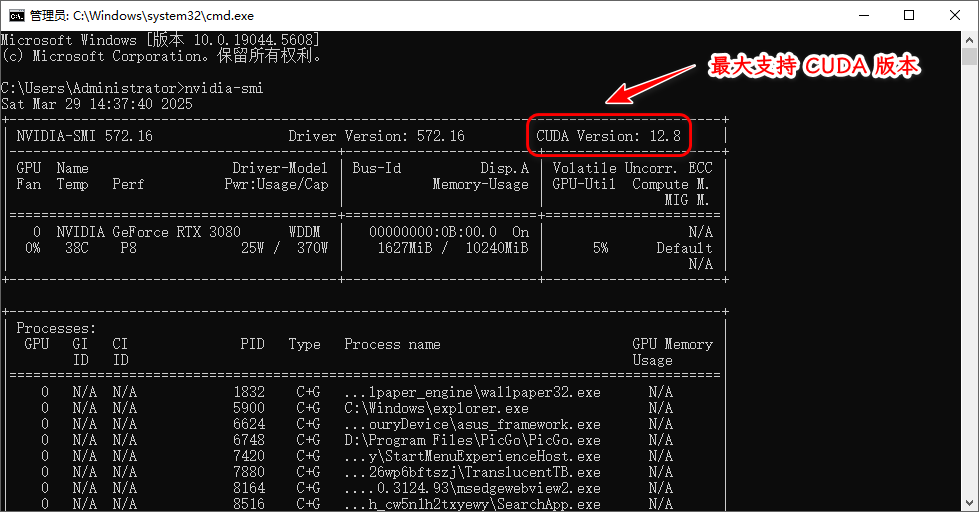 管理员: C:\Windows\system32\cmd.exe
Microsoft Windows [版本 10.0.19044.5608]
(c) Microsoft Corporation。保留所有权利。
最大支持 CUDA 版本
C:\Users\Administrator>nvidia-smi
Sat Mar 29 14:37:40 2025
NVIDIA-SMI 572.16 Driver Version: 572.16 CUDA Version: 12.8
GPU Name Driver-Model Bus-Id Disp.A Volatile Uncorr. ECC
Fan Temp Perf Pwr:Usage/Cap Memory-Usage GPU-Util Compute M.
MIG M.
0 NVIDIA GeForce RTX 3080 WDDM 00000000:0B:00.0 On N/A
0% 38C P8 25W / 370W 1627MiB / 10240MiB 5% Default
N/A
Processes:
GPU GI CI PID Type Process name GPU Memory
ID ID Usage
0 N/A N/A 1832 C+G ...lpaper_engine\wallpaper32.exe N/A
0 N/A N/A 5900 C+G C:\Windows\explorer.exe N/A
0 N/A N/A 6624 C+G ...ouryDevice\asus_framework.exe N/A
0 N/A N/A 6748 C+G D:\Program Files\PicGo\PicGo.exe N/A
0 N/A N/A 7420 C+G ...y\StartMenuExperienceHost.exe N/A
0 N/A N/A 7880 C+G ...26wp6bftszj\TranslucentTB.exe N/A
0 N/A N/A 8164 C+G ....0.3124.93\msedgewebview2.exe N/A
0 N/A N/A 8516 C+G ...h_cw5n1h2txyewy\SearchApp.exe N/A